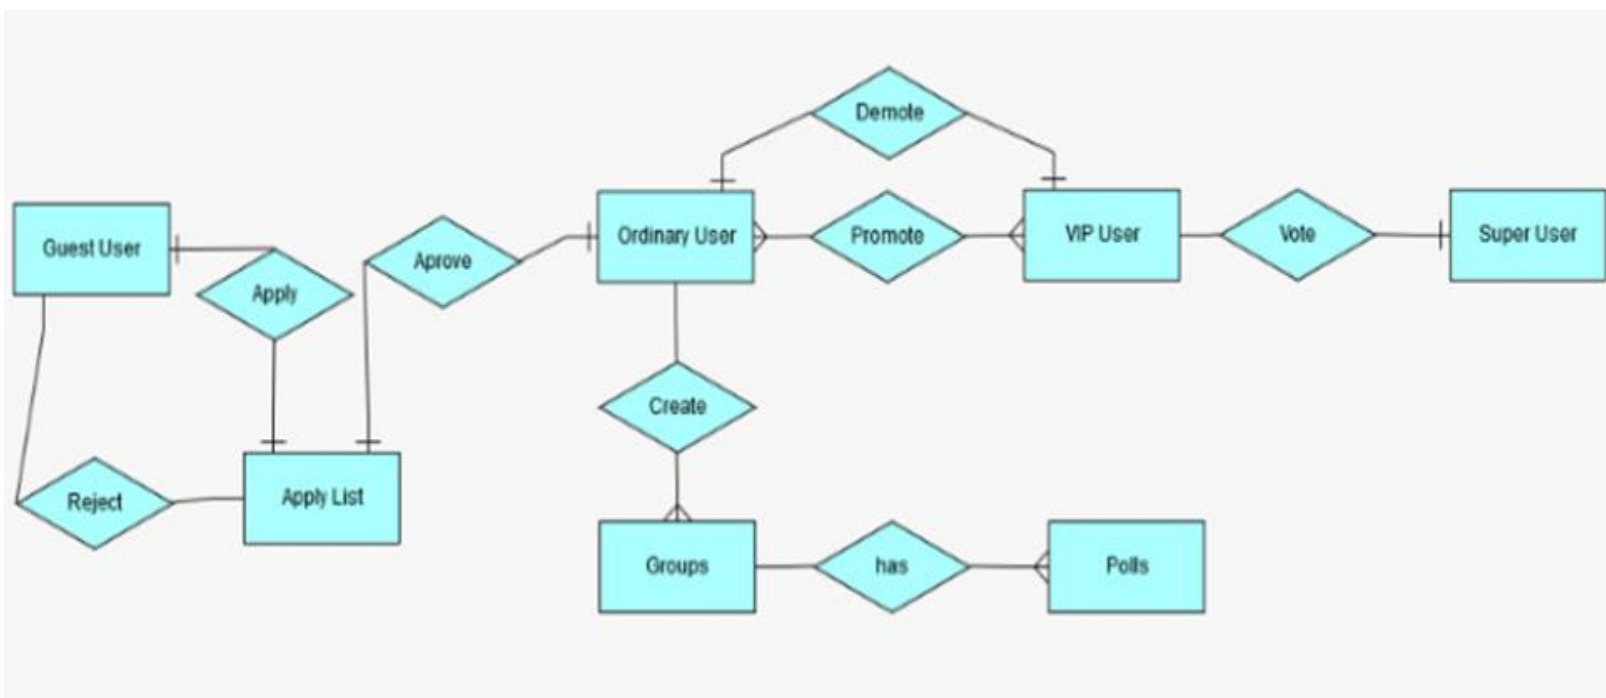 Demote
Guest User
Aprove
Ordinary User
Promote
VIP User
Vote
Super User
Apply
Create
Reject
Apply List
Groups
has
Polls